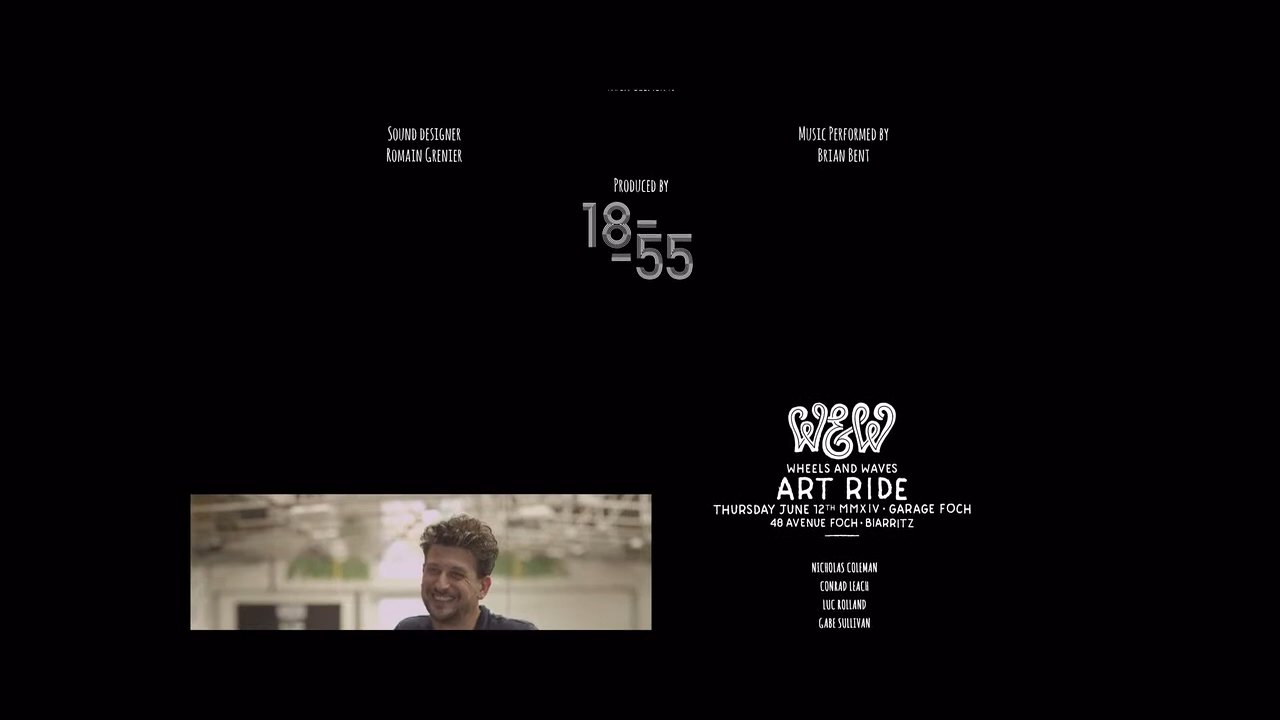 Sound designer
Romain Grenier
Music Performed by
Brian Bent
Produced by
18-
-55
W&W
WHEELS AND WAVES
ART RIDE
THURSDAY JUNE 12TH MMXIV · GARAGE FOCH
48 AVENUE FOCH · BIARRITZ
NICHOLAS COLEMAN
CONRAD LEACH
LUC ROLLAND
GABE SULLIVAN